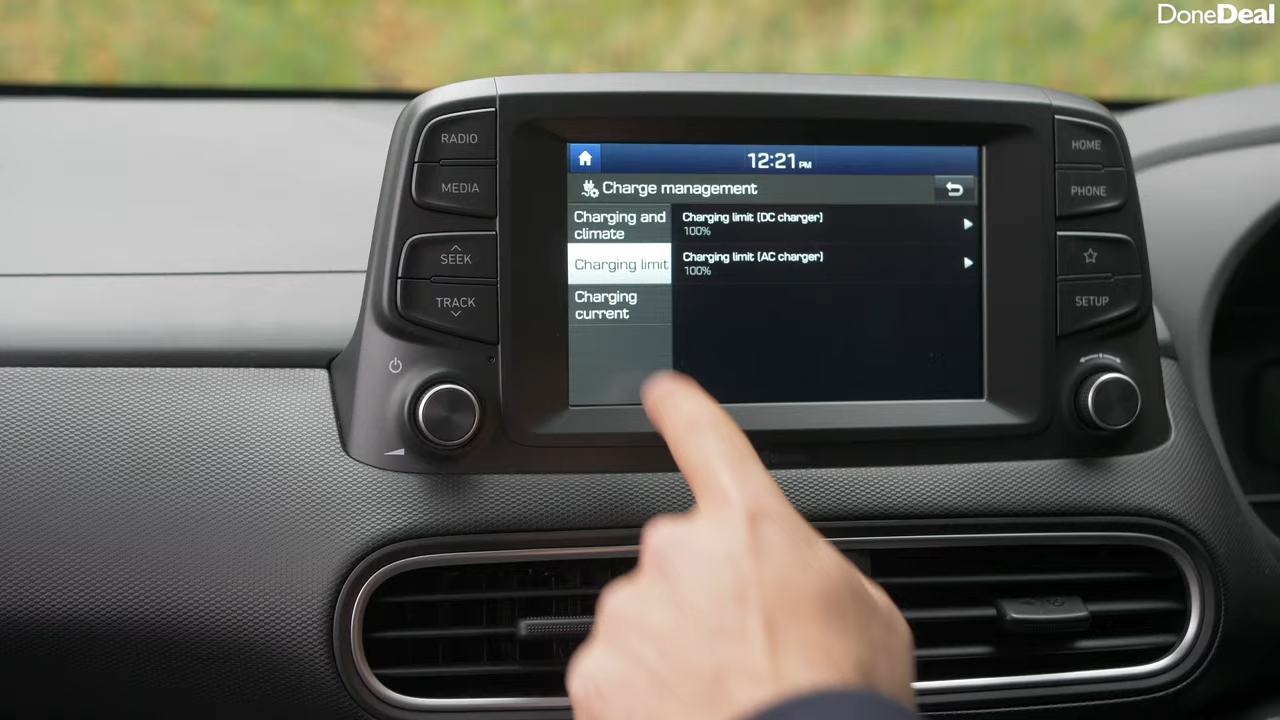 DoneDeal
RADIO
MEDIA
SEEK
TRACK
12:21 PM
Charge management
Charging and
climate
Charging limit
Charging
current
Charging limit (DC charger)
100%
Charging limit (AC charger)
100%
HOME
PHONE
SETUP